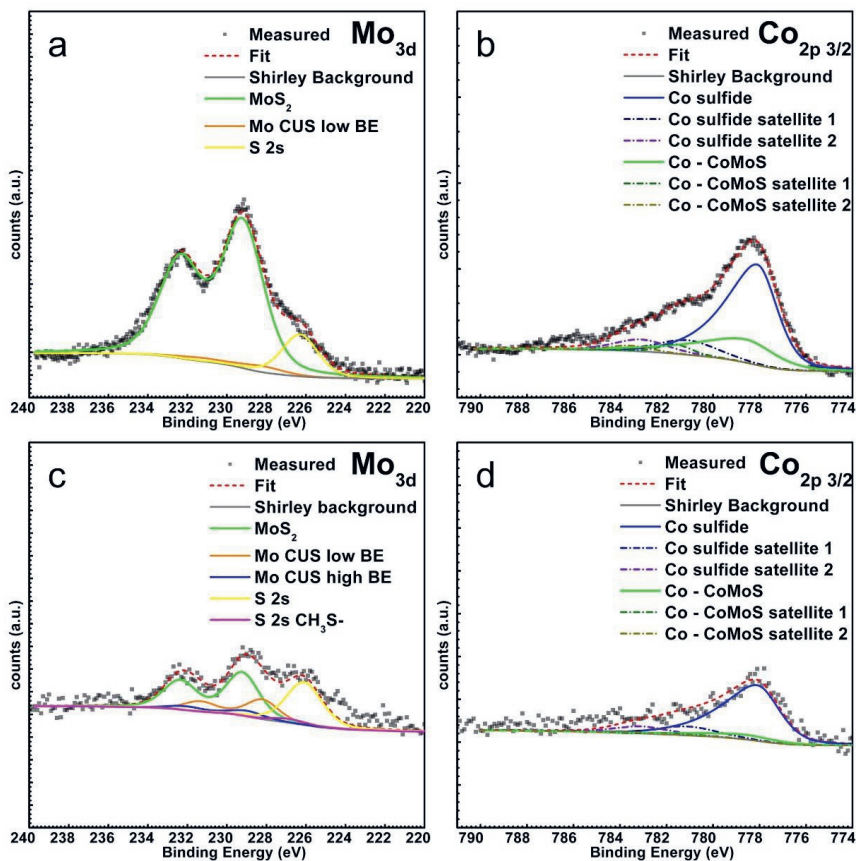 a
Measured
Mo3d
Fit
Shirley Background
MoS2
Mo CUS low BE
S 2s
counts (a.u.)
240 238 236 234 232 230 228 226 224 222 220
Binding Energy (eV)
b
Measured
Co2p 3/2
Fit
Shirley Background
Co sulfide
Co sulfide satellite 1
Co sulfide satellite 2
Co - CoMoS
Co - CoMoS satellite 1
Co - CoMoS satellite 2
counts (a.u.)
790 788 786 784 782 780 778 776 774
Binding Energy (eV)
c
Measured
Mo3d
Fit
Shirley background
MoS2
Mo CUS low BE
Mo CUS high BE
S 2s
S 2s CH3S-
counts (a.u.)
240 238 236 234 232 230 228 226 224 222 220
Binding Energy (eV)
d
Measured
Co2p 3/2
Fit
Shirley Background
Co sulfide
Co sulfide satellite 1
Co sulfide satellite 2
Co - CoMoS
Co - CoMoS satellite 1
Co - CoMoS satellite 2
counts (a.u.)
790 788 786 784 782 780 778 776 774
Binding Energy (eV)